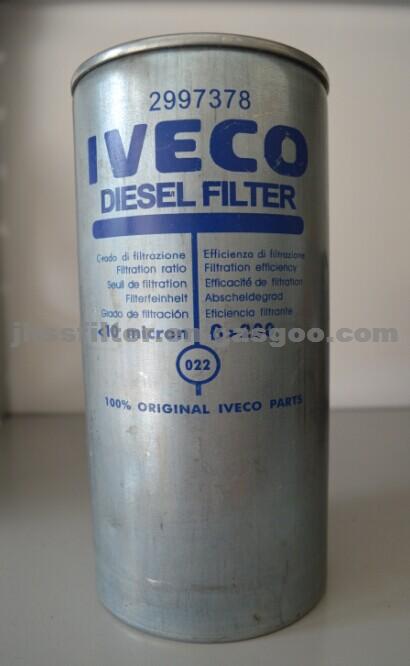 2997378
IVECO
DIESEL FILTER
Grado di filtrazione
Filtration ratio
Seuil de filtration
Filterfeinheit
Grado de filtración
<10 micron
Efficienza di filtrazione
Filtration efficiency
Efficacité de filtration
Abscheidegrad
Eficiencia filtrante
022
100% ORIGINAL IVECO PARTS